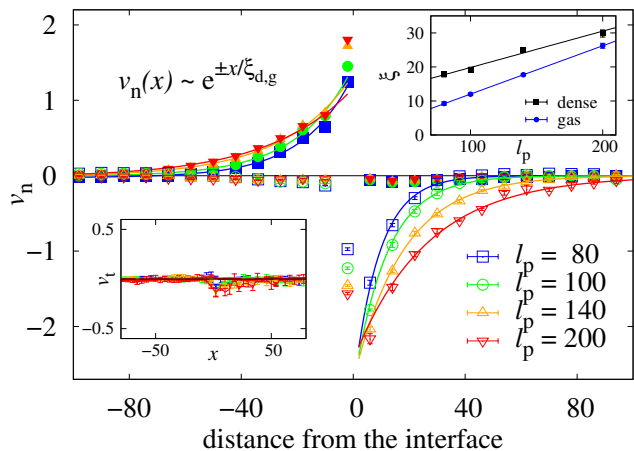 2
1
0
-1
-2
v_n
v_n(x) ~ e^{±x/ξ_{d,g}}
40
30
20
10
0
ξ
100
l_p
200
dense
gas
0.5
-0.5
v_t
-50
x
50
l_p = 80
l_p = 100
l_p = 140
l_p = 200
−80
−40
0
40
80
distance from the interface